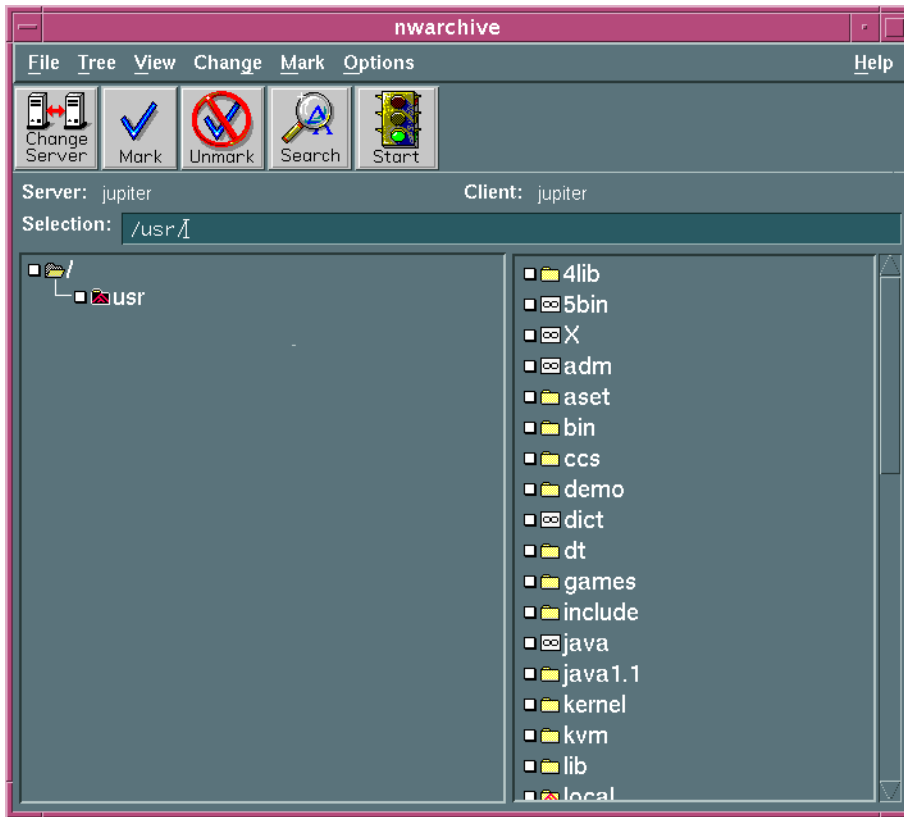 nwarchive
File Tree View Change Mark Options Help
Change Server Mark Unmark Search Start
Server: jupiter Client: jupiter
Selection: /usr/
/
usr
4lib
5bin
X
adm
aset
bin
ccs
demo
dict
dt
games
include
java
java1.1
kernel
kvm
lib
local